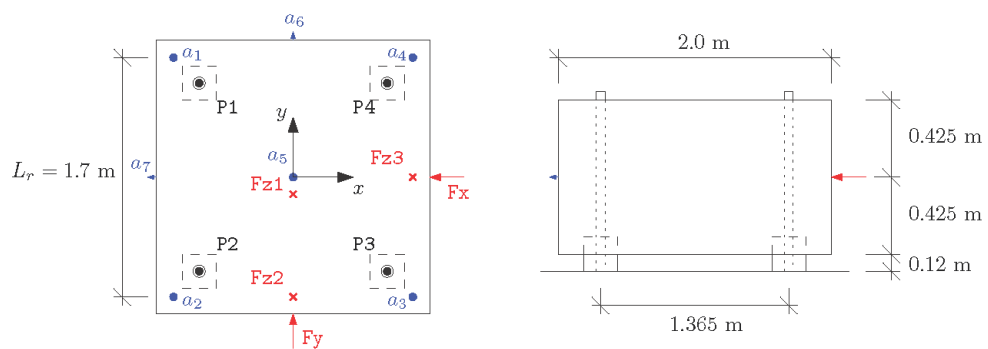 a₆
a₁
a₄
P1
P4
y
a₇
a₅
Fz3
L_r = 1.7 m
Fz1
x
Fx
P2
P3
Fz2
a₂
a₃
Fy
2.0 m
0.425 m
0.425 m
0.12 m
1.365 m